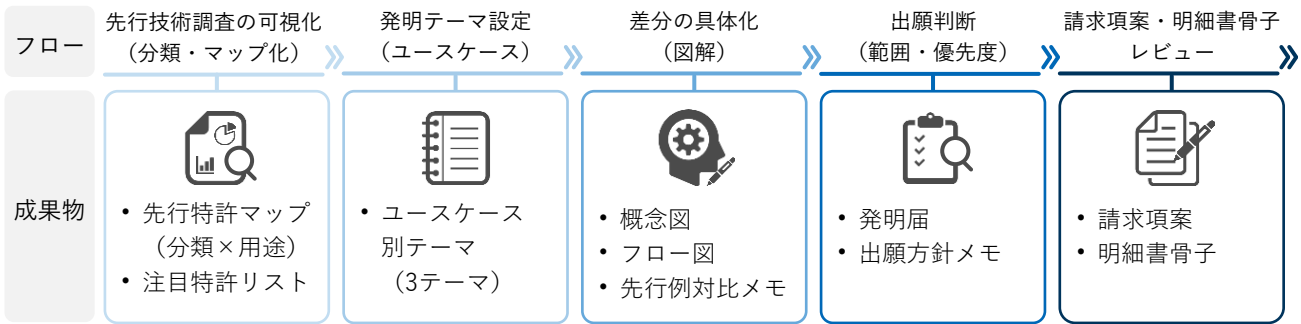 フロー
先行技術調査の可視化
（分類・マップ化）
発明テーマ設定
（ユースケース）
差分の具体化
（図解）
出願判断
（範囲・優先度）
請求項案・明細書骨子
レビュー
成果物
• 先行特許マップ
（分類×用途）
• 注目特許リスト
• ユースケース
別テーマ
（3テーマ）
• 概念図
• フロー図
• 先行例対比メモ
• 発明届
• 出願方針メモ
• 請求項案
• 明細書骨子